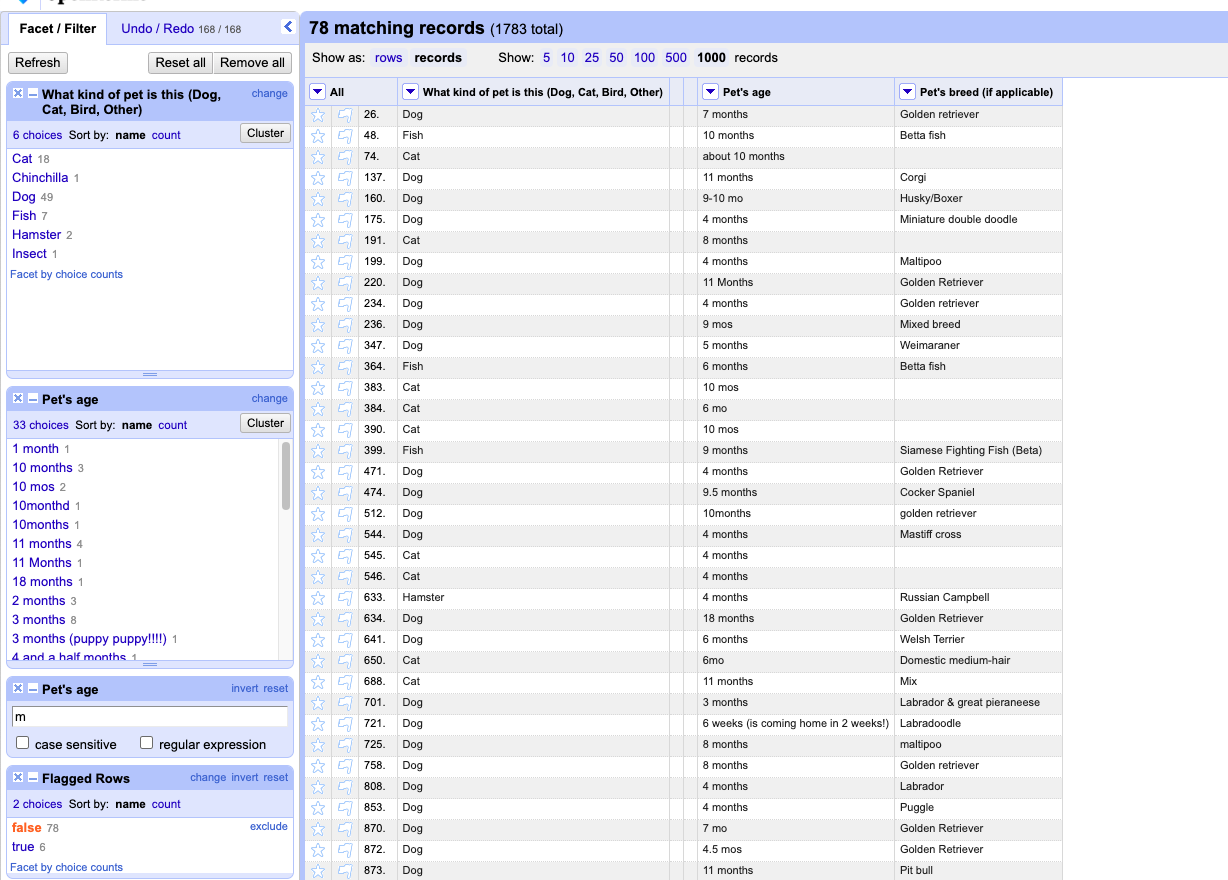 Facet / Filter
Undo / Redo 168 / 168
Refresh
Reset all
Remove all
What kind of pet is this (Dog, Cat, Bird, Other)
change
6 choices Sort by: name count
Cluster
Cat 18
Chinchilla 1
Dog 49
Fish 7
Hamster 2
Insect 1
Facet by choice counts
Pet's age
change
33 choices Sort by: name count
Cluster
1 month 1
10 months 3
10 mos 2
10monthd 1
10months 1
11 months 4
11 Months 1
18 months 1
2 months 3
3 months 8
3 months (puppy puppy!!!!) 1
4 and a half months 1
Pet's age
invert reset
m
case sensitive
regular expression
Flagged Rows
change invert reset
2 choices Sort by: name count
false 78
exclude
true 6
Facet by choice counts
78 matching records (1783 total)
Show as: rows records Show: 5 10 25 50 100 500 1000 records
All What kind of pet is this (Dog, Cat, Bird, Other) Pet's age Pet's breed (if applicable)
26. Dog 7 months Golden retriever
48. Fish 10 months Betta fish
74. Cat about 10 months
137. Dog 11 months Corgi
160. Dog 9-10 mo Husky/Boxer
175. Dog 4 months Miniature double doodle
191. Cat 8 months
199. Dog 4 months Maltipoo
220. Dog 11 Months Golden Retriever
234. Dog 4 months Golden retriever
236. Dog 9 mos Mixed breed
347. Dog 5 months Weimaraner
364. Fish 6 months Betta fish
383. Cat 10 mos
384. Cat 6 mo
390. Cat 10 mos
399. Fish 9 months Siamese Fighting Fish (Beta)
471. Dog 4 months Golden Retriever
474. Dog 9.5 months Cocker Spaniel
512. Dog 10months golden retriever
544. Dog 4 months Mastiff cross
545. Cat 4 months
546. Cat 4 months
633. Hamster 4 months Russian Campbell
634. Dog 18 months Golden Retriever
641. Dog 6 months Welsh Terrier
650. Cat 6mo Domestic medium-hair
688. Cat 11 months Mix
701. Dog 3 months Labrador & great pieraneese
721. Dog 6 weeks (is coming home in 2 weeks!) Labradoodle
725. Dog 8 months maltipoo
758. Dog 8 months Golden retriever
808. Dog 4 months Labrador
853. Dog 4 months Puggle
870. Dog 7 mo Golden Retriever
872. Dog 4.5 mos Golden Retriever
873. Dog 11 months Pit bull